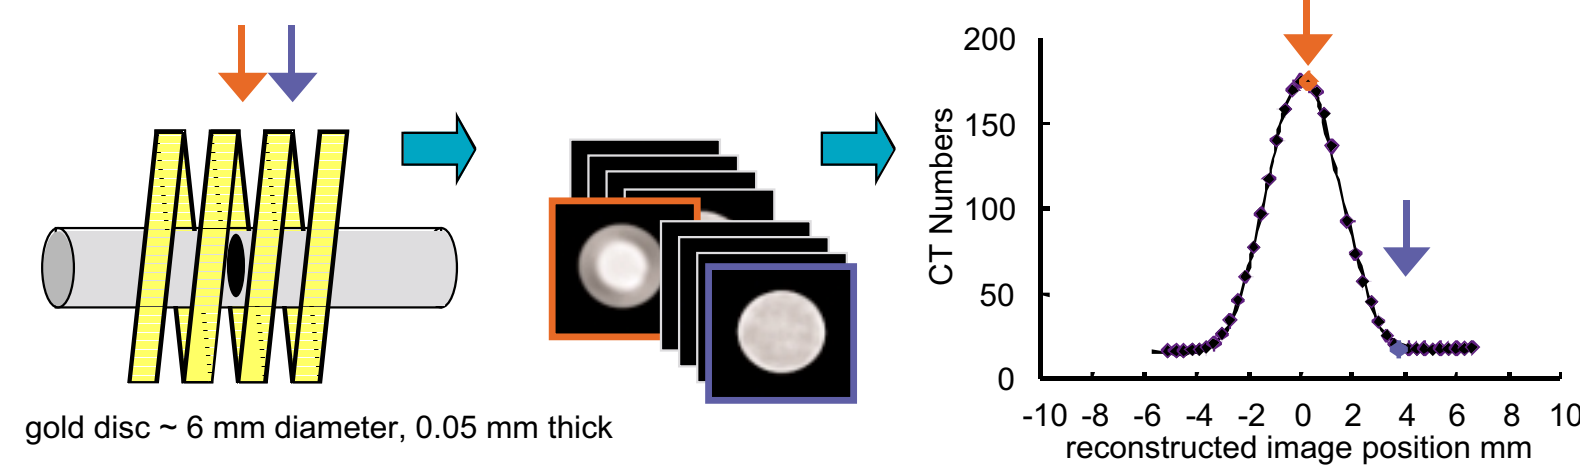 gold disc ~ 6 mm diameter, 0.05 mm thick
CT Numbers
200
150
100
50
0
-10 -8 -6 -4 -2 0 2 4 6 8 10
reconstructed image position mm